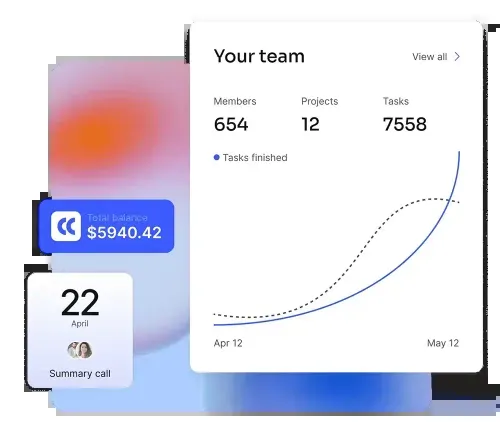 Your team
View all
Members Projects Tasks
654 12 7558
Tasks finished
Total balance
$5940.42
22
April
Summary call
Apr 12 May 12